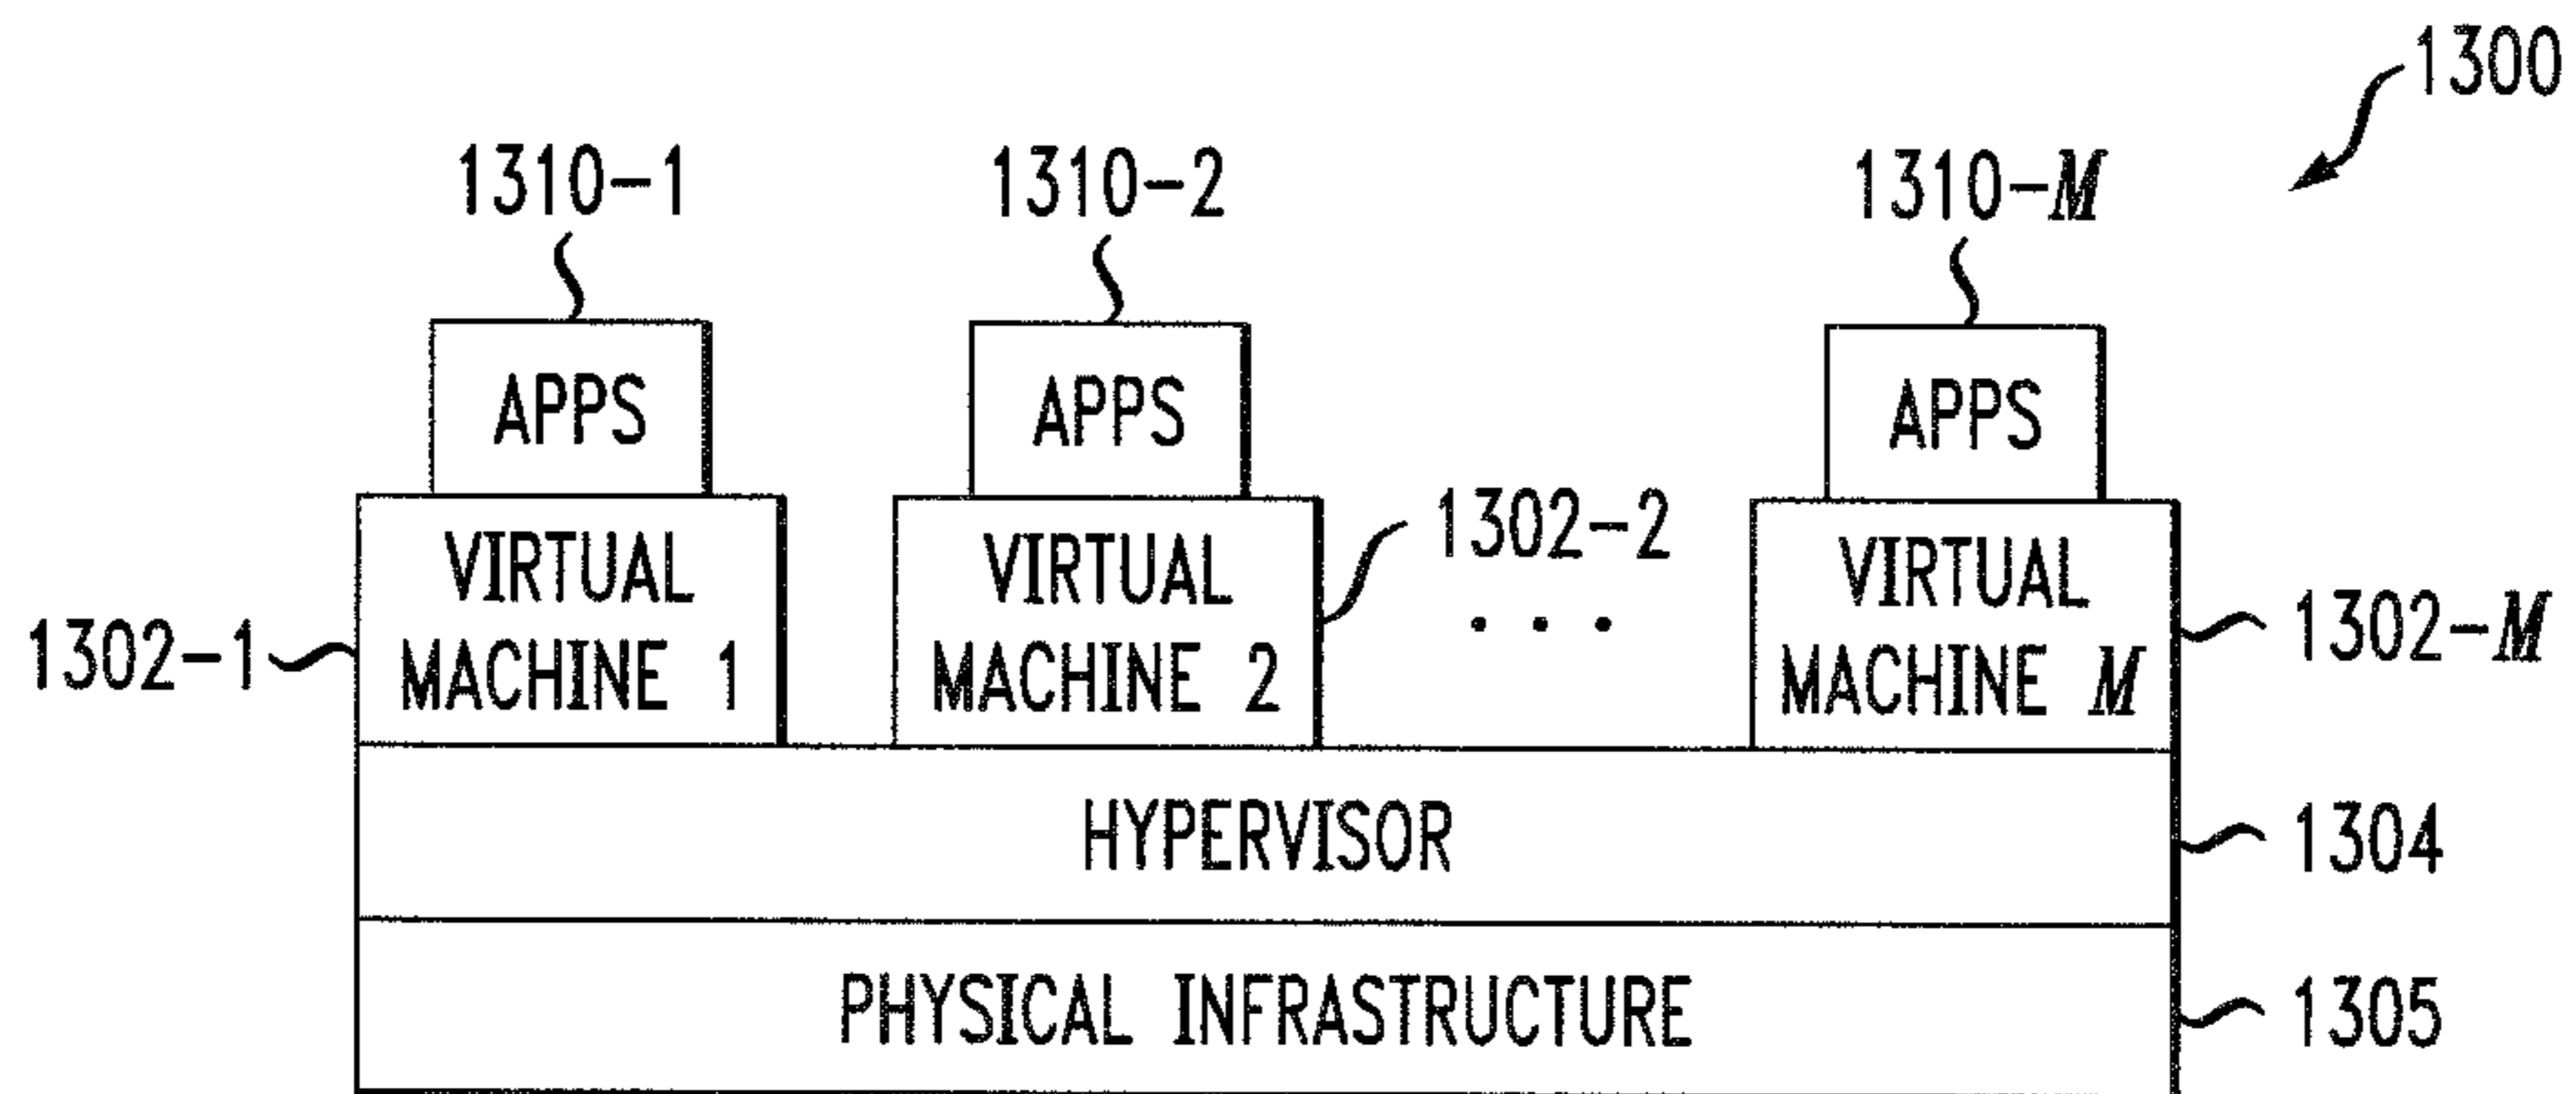 1300
1310-1 1310-2 1310-M
APPS APPS APPS
VIRTUAL MACHINE 1
VIRTUAL MACHINE 2
VIRTUAL MACHINE M
1302-1
1302-2
. . .
1302-M
HYPERVISOR
1304
PHYSICAL INFRASTRUCTURE
1305